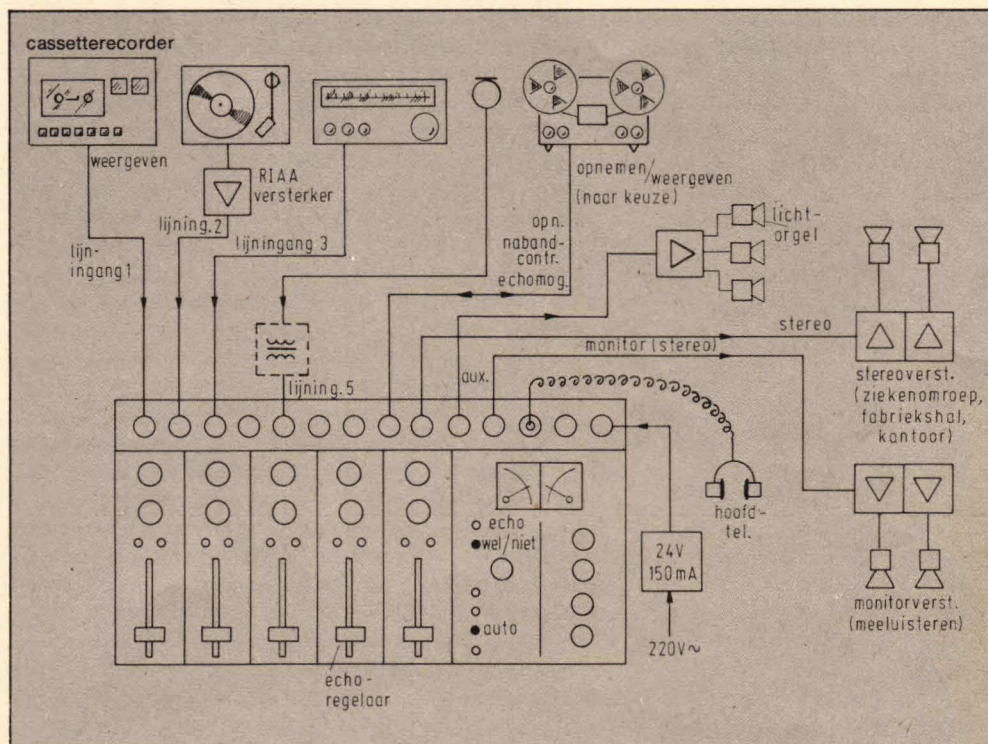 cassetterecorder
weergeven
RIAA
versterker
opnemen/weergeven
(naar keuze)
licht-
orgel
lijn-
ingang 1
lijning.2
lijningang 3
opn.
naband-
contr.
echomog.
stereo
monitor (stereo)
stereoverst.
(ziekenomroep,
fabriekshal,
kantoor)
aux.
lijning.5
hoofd-
tel.
echo
wel/niet
auto
24V
150mA
220V~
monitorverst.
(meeluisteren)
echo-
regelaar